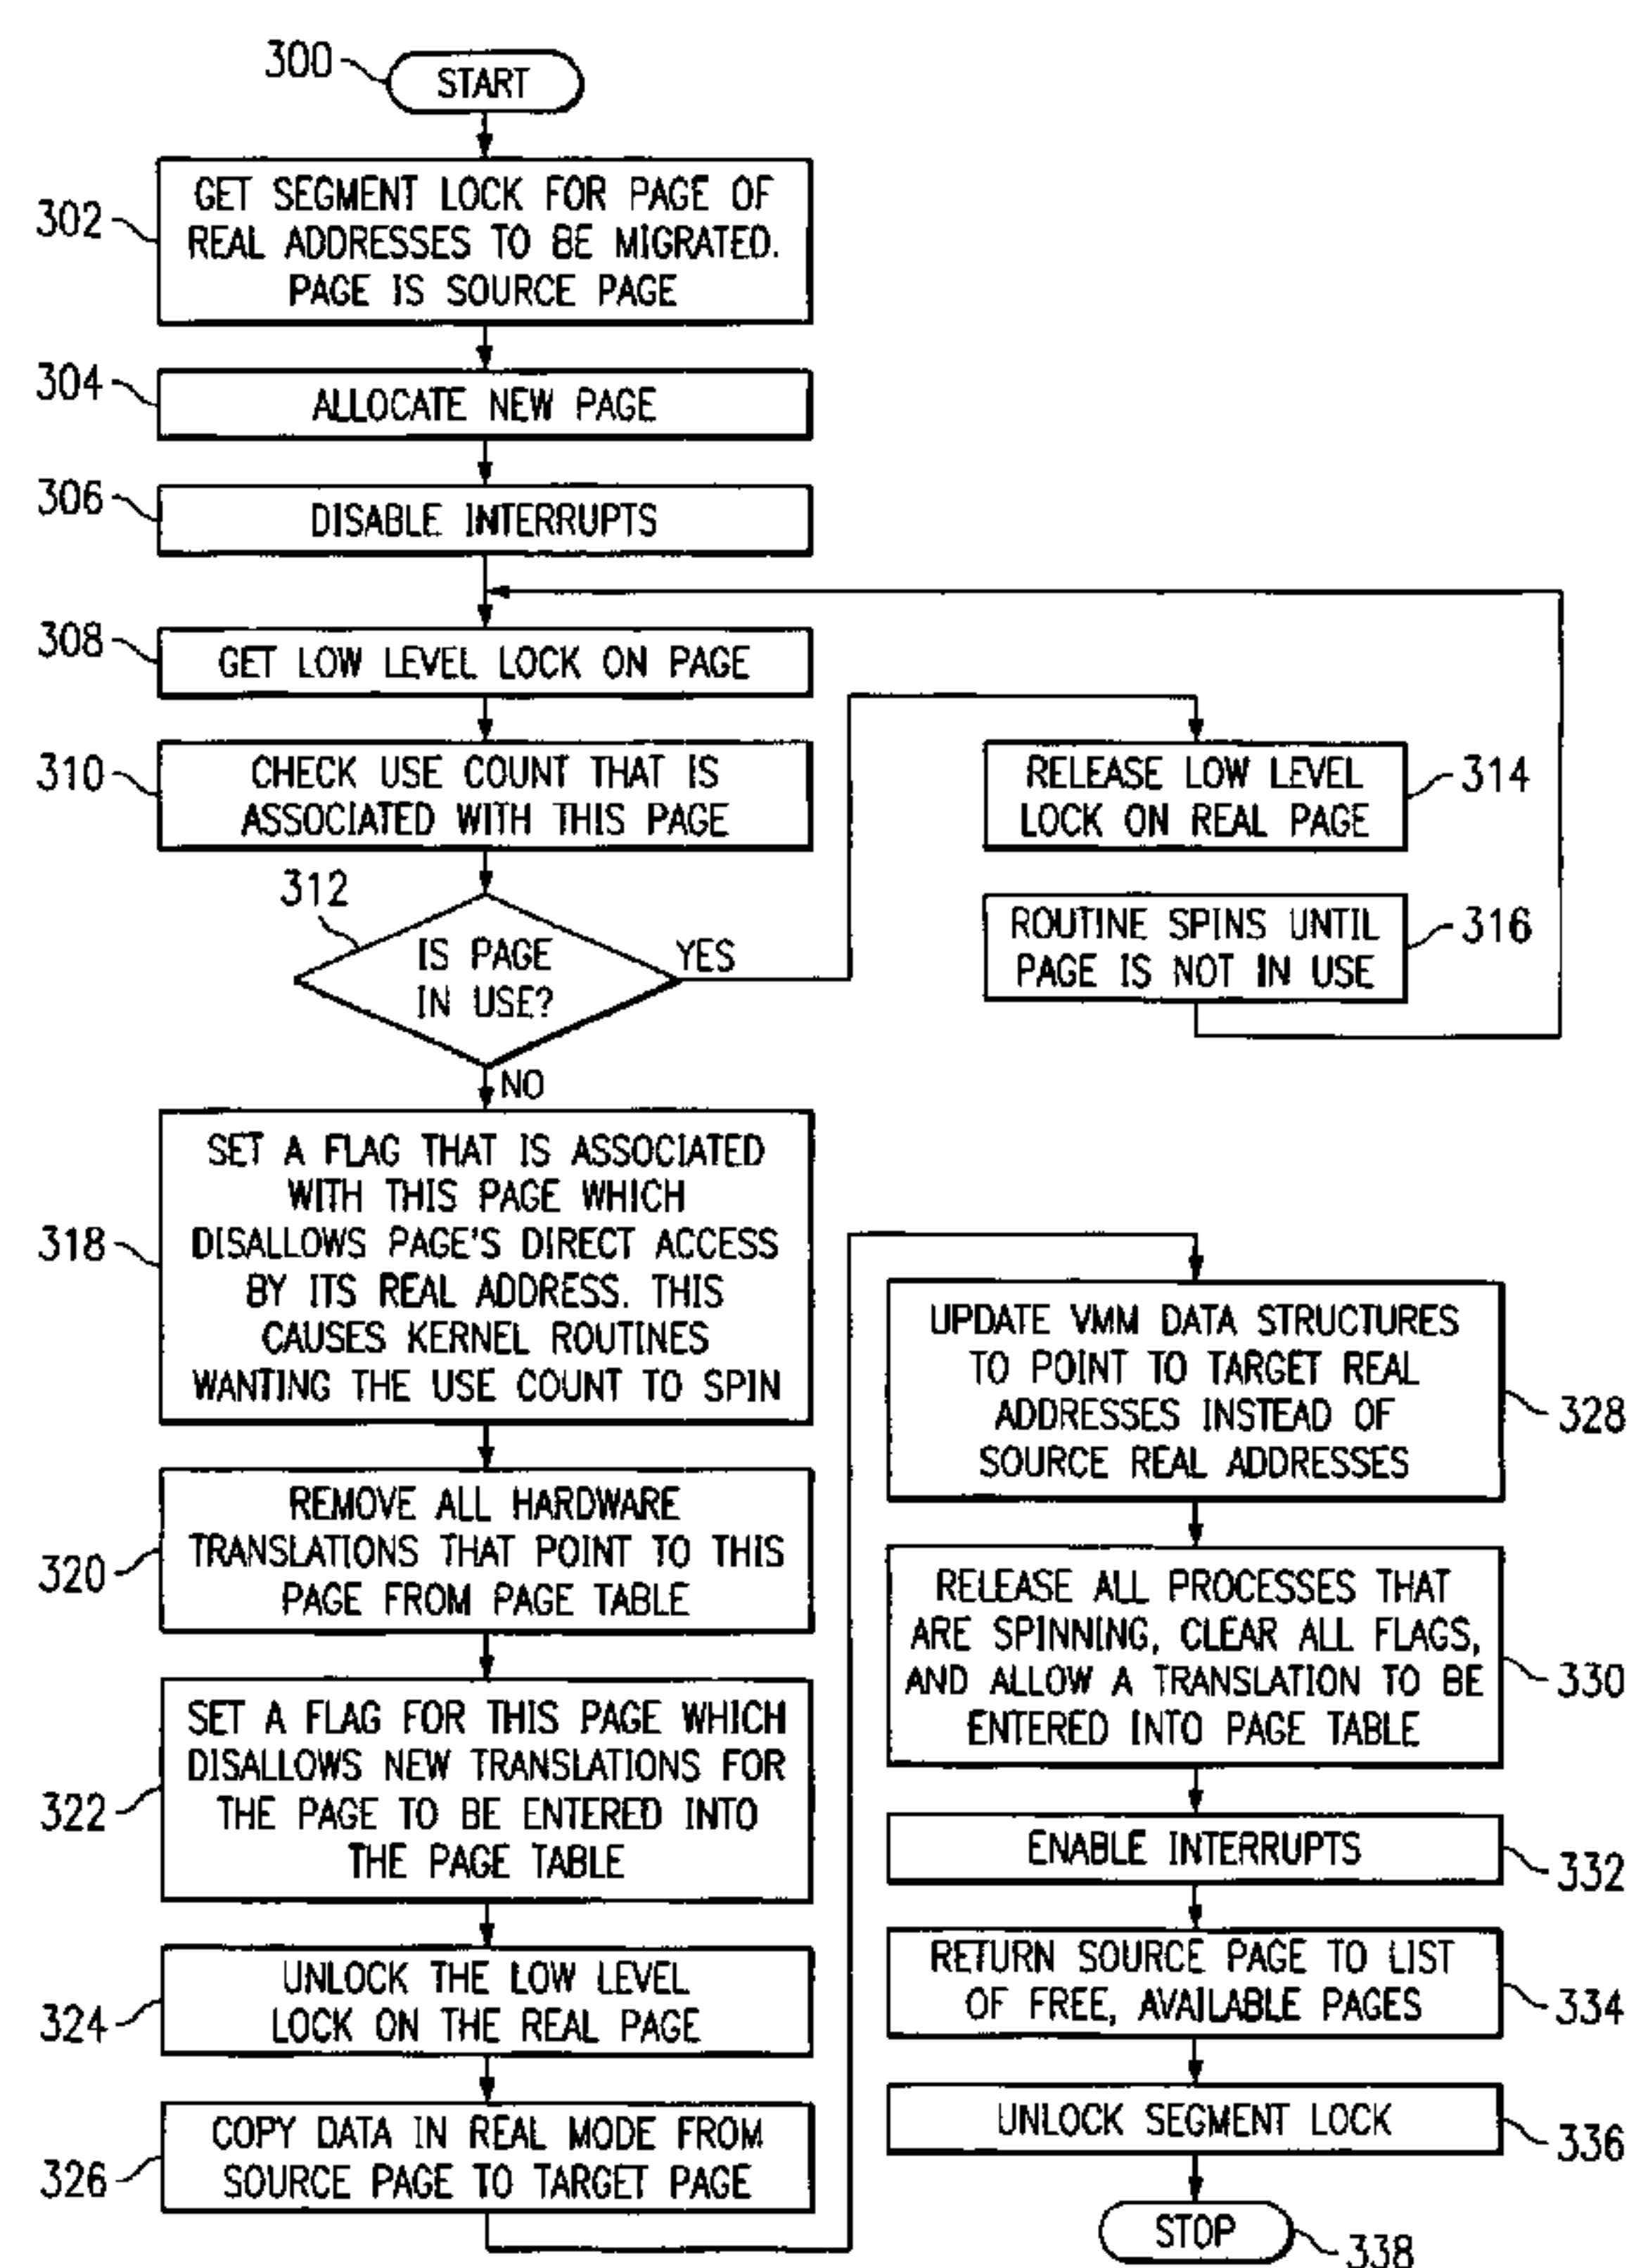 300
START
302
GET SEGMENT LOCK FOR PAGE OF
REAL ADDRESSES TO BE MIGRATED.
PAGE IS SOURCE PAGE
304
ALLOCATE NEW PAGE
306
DISABLE INTERRUPTS
308
GET LOW LEVEL LOCK ON PAGE
310
CHECK USE COUNT THAT IS
ASSOCIATED WITH THIS PAGE
312
IS PAGE
IN USE?
YES
NO
RELEASE LOW LEVEL
LOCK ON REAL PAGE
314
ROUTINE SPINS UNTIL
PAGE IS NOT IN USE
316
318
SET A FLAG THAT IS ASSOCIATED
WITH THIS PAGE WHICH
DISALLOWS PAGE'S DIRECT ACCESS
BY ITS REAL ADDRESS. THIS
CAUSES KERNEL ROUTINES
WANTING THE USE COUNT TO SPIN
320
REMOVE ALL HARDWARE
TRANSLATIONS THAT POINT TO THIS
PAGE FROM PAGE TABLE
322
SET A FLAG FOR THIS PAGE WHICH
DISALLOWS NEW TRANSLATIONS FOR
THE PAGE TO BE ENTERED INTO
THE PAGE TABLE
324
UNLOCK THE LOW LEVEL
LOCK ON THE REAL PAGE
326
COPY DATA IN REAL MODE FROM
SOURCE PAGE TO TARGET PAGE
UPDATE VMM DATA STRUCTURES
TO POINT TO TARGET REAL
ADDRESSES INSTEAD OF
SOURCE REAL ADDRESSES
328
RELEASE ALL PROCESSES THAT
ARE SPINNING, CLEAR ALL FLAGS,
AND ALLOW A TRANSLATION TO BE
ENTERED INTO PAGE TABLE
330
ENABLE INTERRUPTS
332
RETURN SOURCE PAGE TO LIST
OF FREE, AVAILABLE PAGES
334
UNLOCK SEGMENT LOCK
336
STOP
338